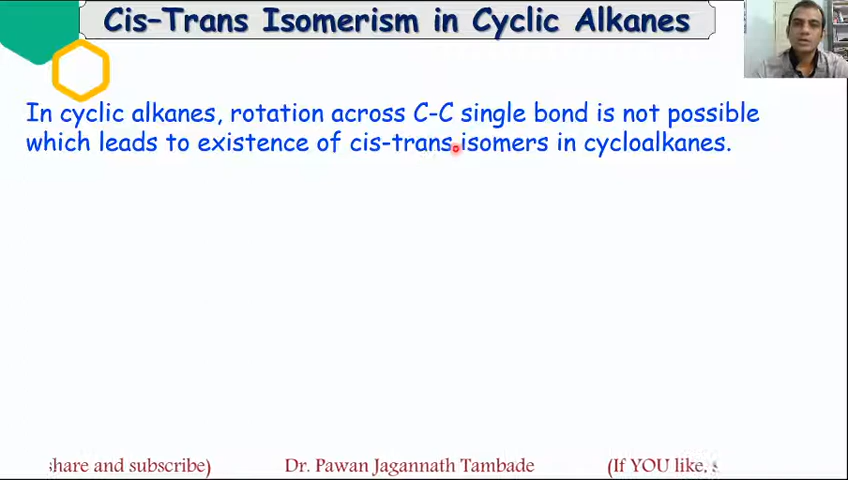 Cis–Trans Isomerism in Cyclic Alkanes
In cyclic alkanes, rotation across C-C single bond is not possible
which leads to existence of cis-trans isomers in cycloalkanes.
share and subscribe) Dr. Pawan Jagannath Tambade (If YOU like,